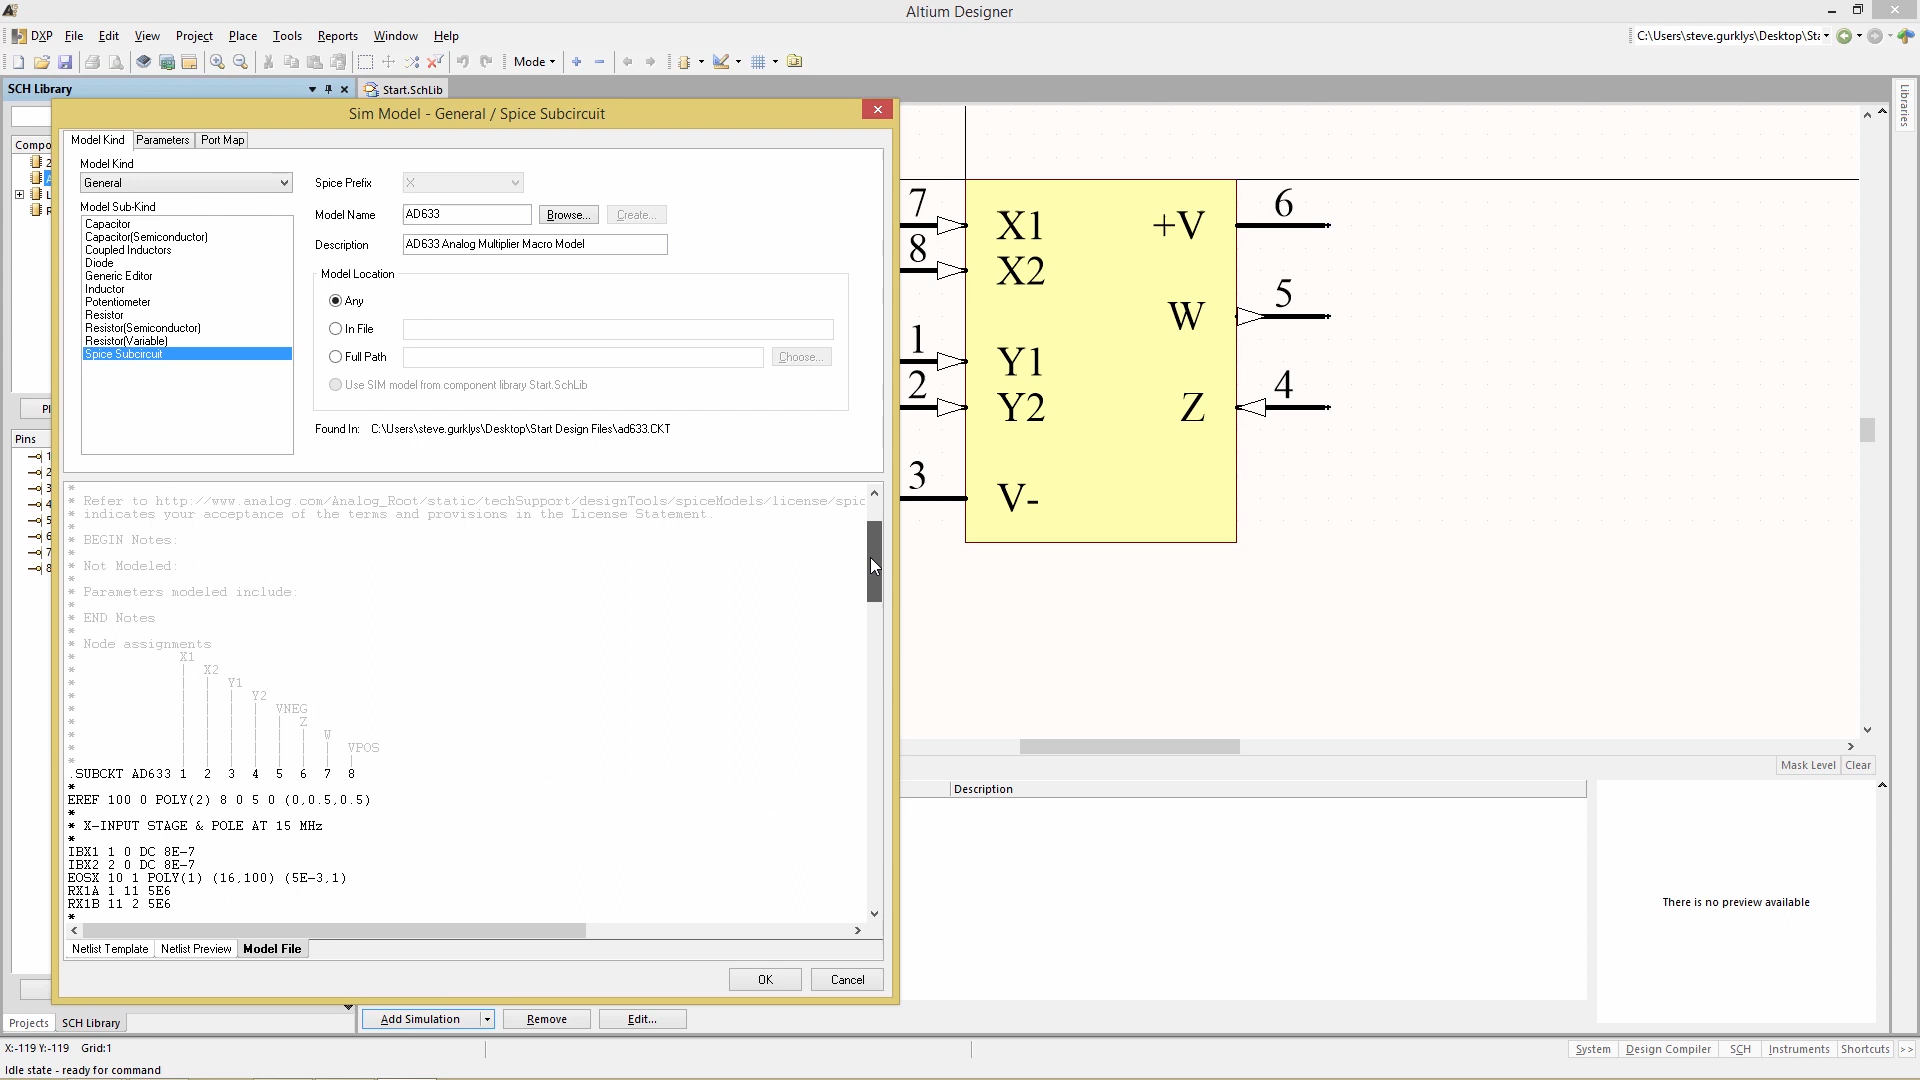 Altium Designer
DXP File Edit View Project Place Tools Reports Window Help
C:\Users\steve.gurklys\Desktop\Sta
Mode
SCH Library
Start.SchLib
Libraries
Sim Model - General / Spice Subcircuit
Model Kind Parameters Port Map
Compo
2
A
L
R
Pl
Pins
1
2
3
4
5
6
7
8
Model Kind
General
Model Sub-Kind
Capacitor
Capacitor(Semiconductor)
Coupled Inductors
Diode
Generic Editor
Inductor
Potentiometer
Resistor
Resistor(Semiconductor)
Resistor(Variable)
Spice Subcircuit
Spice Prefix X
Model Name AD633 Browse... Create...
Description AD633 Analog Multiplier Macro Model
Model Location
Any
In File
Full Path Choose...
Use SIM model from component library Start.SchLib
Found In: C:\Users\steve.gurklys\Desktop\Start Design Files\ad633.CKT
*
* Refer to http://www.analog.com/Analog_Root/static/techSupport/designTools/spiceModels/license/spic
* indicates your acceptance of the terms and provisions in the License Statement.
*
* BEGIN Notes:
*
* Not Modeled:
*
* Parameters modeled include:
*
* END Notes
*
* Node assignments
* X1
* | X2
* | | Y1
* | | | Y2
* | | | | VNEG
* | | | | | Z
* | | | | | | W
* | | | | | | | VPOS
* | | | | | | | |
.SUBCKT AD633 1 2 3 4 5 6 7 8
*
EREF 100 0 POLY(2) 8 0 5 0 (0,0.5,0.5)
*
* X-INPUT STAGE & POLE AT 15 MHz
*
IBX1 1 0 DC 8E-7
IBX2 2 0 DC 8E-7
EOSX 10 1 POLY(1) (16,100) (5E-3,1)
RX1A 1 11 5E6
RX1B 11 2 5E6
*
Netlist Template Netlist Preview Model File
OK Cancel
7 X1 +V 6
8 X2
W 5
1 Y1
2 Y2 Z 4
3 V-
Mask Level Clear
Description
There is no preview available
Add Simulation Remove Edit...
Projects SCH Library
X:-119 Y:-119 Grid:1
System Design Compiler SCH Instruments Shortcuts >>
Idle state - ready for command